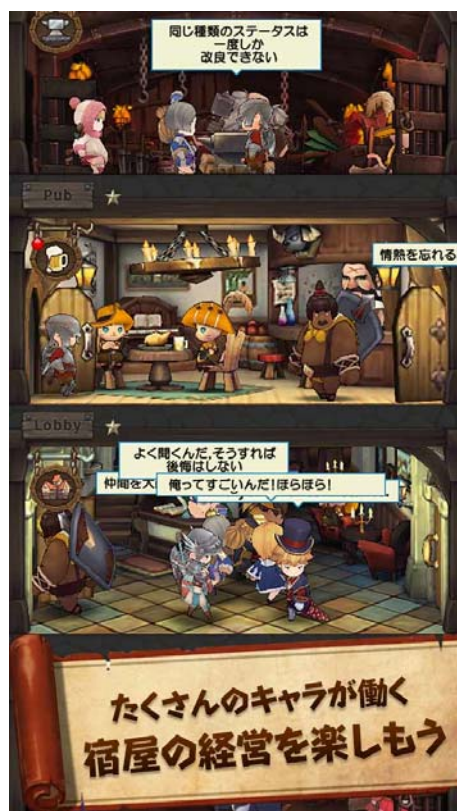 同じ種類のステータスは
一度しか
改良できない
Pub
情熱を忘れる
Lobby
よく聞くんだ,そうすれば
後悔はしない
仲間を大
俺ってすごいんだ!ほらほら!
たくさんのキャラが働く
宿屋の経営を楽しもう